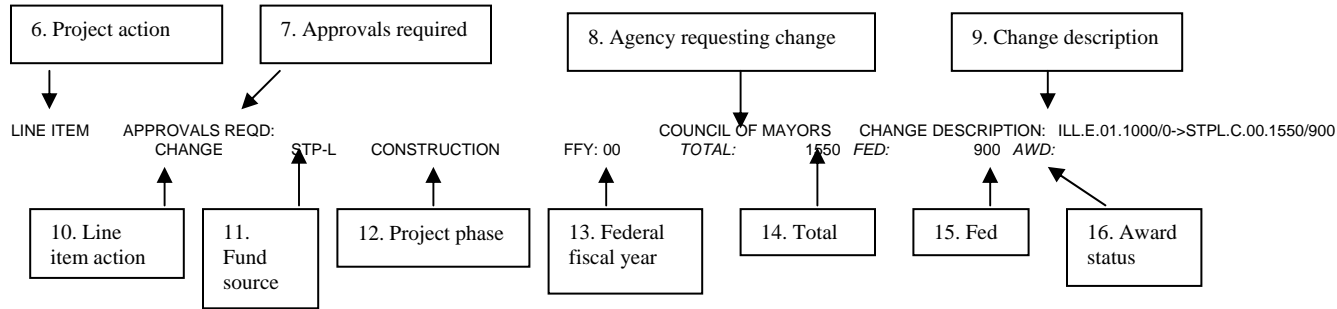 6. Project action
7. Approvals required
8. Agency requesting change
9. Change description
LINE ITEM APPROVALS REQD: COUNCIL OF MAYORS CHANGE DESCRIPTION: ILL.E.01.1000/0->STPL.C.00.1550/900
CHANGE STP-L CONSTRUCTION FFY: 00 TOTAL: 1550 FED: 900 AWD:
10. Line
item action
11.
Fund
source
12. Project phase
13. Federal
fiscal year
14. Total
15. Fed
16. Award
status